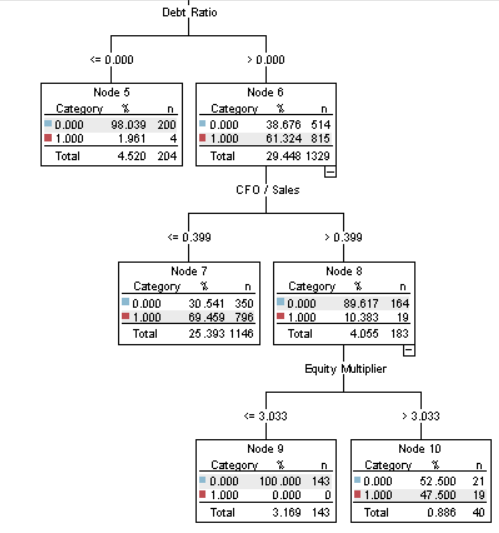 Debt Ratio
<= 0.000 > 0.000
Node 5
Category % n
0.000 98.039 200
1.000 1.961 4
Total 4.520 204
Node 6
Category % n
0.000 38.676 514
1.000 61.324 815
Total 29.448 1329
CFO / Sales
<= 0.399 > 0.399
Node 7
Category % n
0.000 30.541 350
1.000 69.459 796
Total 25.393 1146
Node 8
Category % n
0.000 89.617 164
1.000 10.383 19
Total 4.055 183
Equity Multiplier
<= 3.033 > 3.033
Node 9
Category % n
0.000 100.000 143
1.000 0.000 0
Total 3.169 143
Node 10
Category % n
0.000 52.500 21
1.000 47.500 19
Total 0.886 40